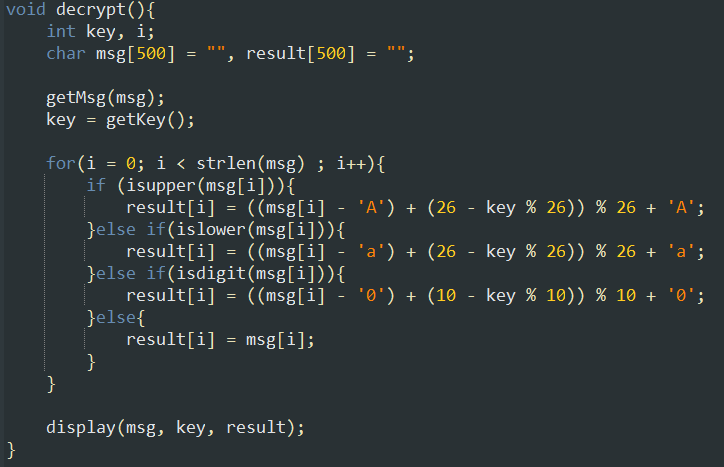 void decrypt(){
    int key, i;
    char msg[500] = "", result[500] = "";

    getMsg(msg);
    key = getKey();

    for(i = 0; i < strlen(msg) ; i++){
        if (isupper(msg[i])){
            result[i] = ((msg[i] - 'A') + (26 - key % 26)) % 26 + 'A';
        }else if(islower(msg[i])){
            result[i] = ((msg[i] - 'a') + (26 - key % 26)) % 26 + 'a';
        }else if(isdigit(msg[i])){
            result[i] = ((msg[i] - '0') + (10 - key % 10)) % 10 + '0';
        }else{
            result[i] = msg[i];
        }
    }

    display(msg, key, result);
}